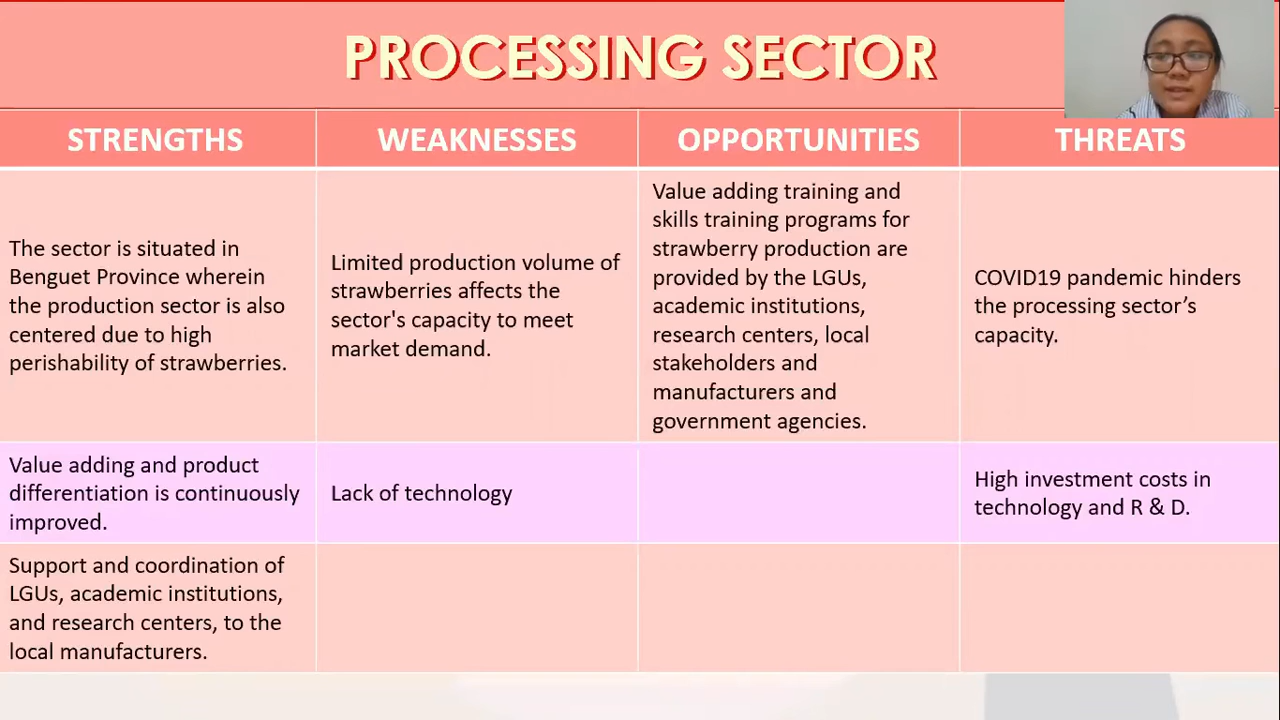 PROCESSING SECTOR
STRENGTHS
WEAKNESSES
OPPORTUNITIES
THREATS
The sector is situated in
Benguet Province wherein
the production sector is also
centered due to high
perishability of strawberries.
Limited production volume of
strawberries affects the
sector's capacity to meet
market demand.
Value adding training and
skills training programs for
strawberry production are
provided by the LGUs,
academic institutions,
research centers, local
stakeholders and
manufacturers and
government agencies.
COVID19 pandemic hinders
the processing sector’s
capacity.
Value adding and product
differentiation is continuously
improved.
Lack of technology
High investment costs in
technology and R & D.
Support and coordination of
LGUs, academic institutions,
and research centers, to the
local manufacturers.